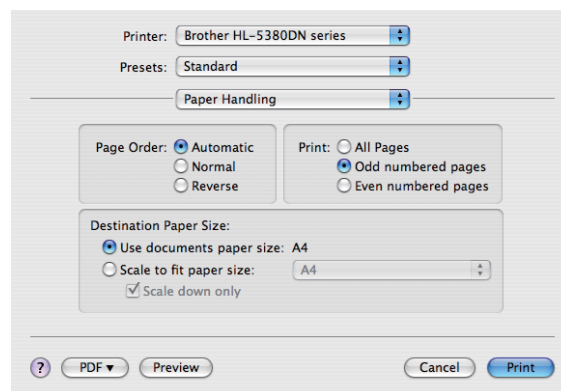 Printer: Brother HL-5380DN series
Presets: Standard
Paper Handling
Page Order: Automatic
Normal
Reverse
Print: All Pages
Odd numbered pages
Even numbered pages
Destination Paper Size:
Use documents paper size: A4
Scale to fit paper size: A4
Scale down only
? PDF▼ Preview Cancel Print